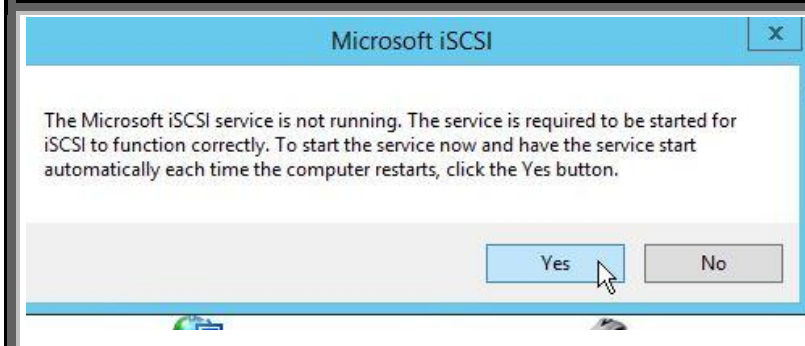 Microsoft iSCSI
x
The Microsoft iSCSI service is not running. The service is required to be started for
iSCSI to function correctly. To start the service now and have the service start
automatically each time the computer restarts, click the Yes button.
Yes
No